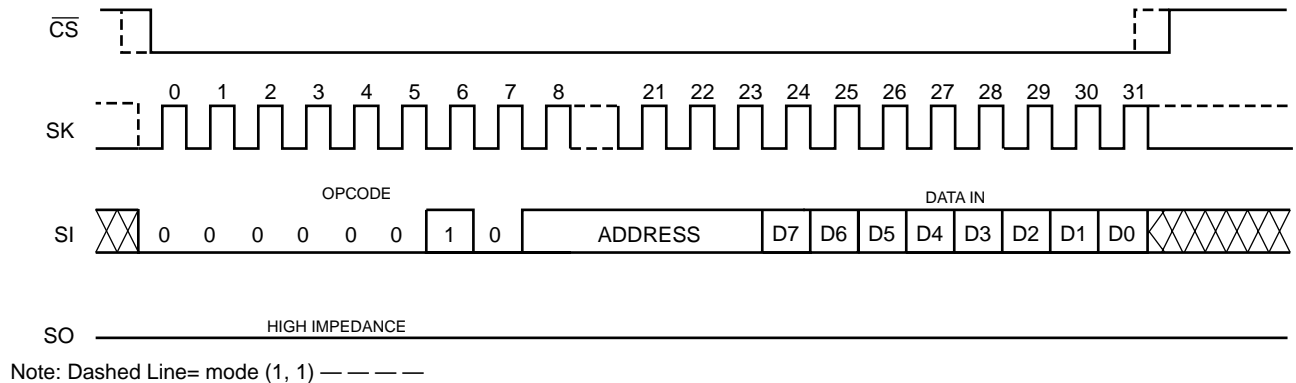 CS
0 1 2 3 4 5 6 7 8 21 22 23 24 25 26 27 28 29 30 31
SK
OPCODE DATA IN
SI 0 0 0 0 0 0 1 0 ADDRESS D7 D6 D5 D4 D3 D2 D1 D0
HIGH IMPEDANCE
SO
Note: Dashed Line= mode (1, 1) — — — —